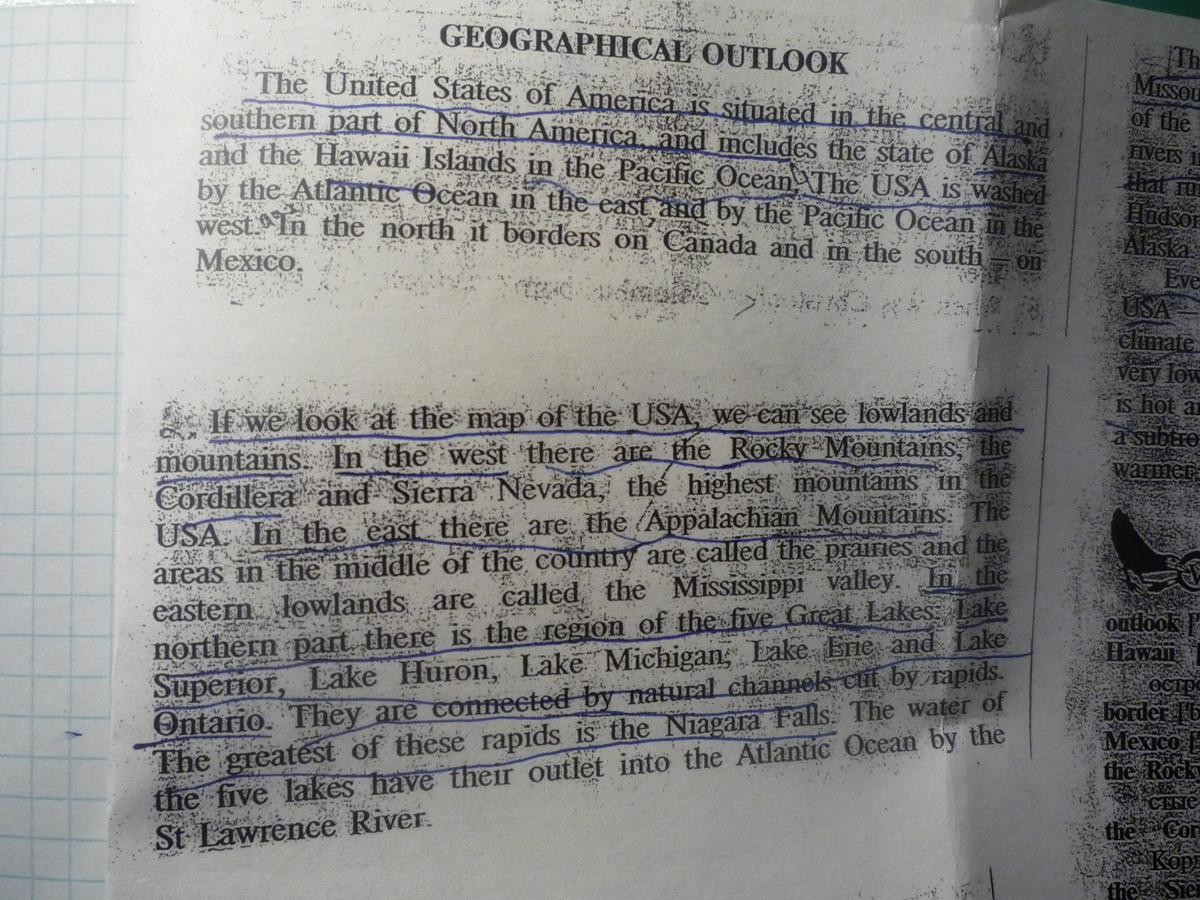 GEOGRAPHICAL OUTLOOK
The United States of America is situated in the central and
southern part of North America, and includes the state of Alaska
and the Hawaii Islands in the Pacific Ocean. The USA is washed
by the Atlantic Ocean in the east and by the Pacific Ocean in the
west. In the north it borders on Canada and in the south – on
Mexico.
2. If we look at the map of the USA, we can see lowlands and
mountains. In the west there are the Rocky Mountains, the
Cordillera and Sierra Nevada, the highest mountains in the
USA. In the east there are the Appalachian Mountains. The
areas in the middle of the country are called the prairies and the
eastern lowlands are called the Mississippi valley. In the
northern part there is the region of the five Great Lakes: Lake
Superior, Lake Huron, Lake Michigan, Lake Erie and Lake
Ontario. They are connected by natural channels cut by rapids.
The greatest of these rapids is the Niagara Falls. The water of
the five lakes have their outlet into the Atlantic Ocean by the
St Lawrence River.
Th
Missou
of the
rivers i
that ru
Hudson
Alaska
Eve
USA —
climate
very low
is hot a
a subtro
warmer
outlook [
Hawaii [
остр
border [
Mexico [
the Rock
the Cor
Кор
the Sie